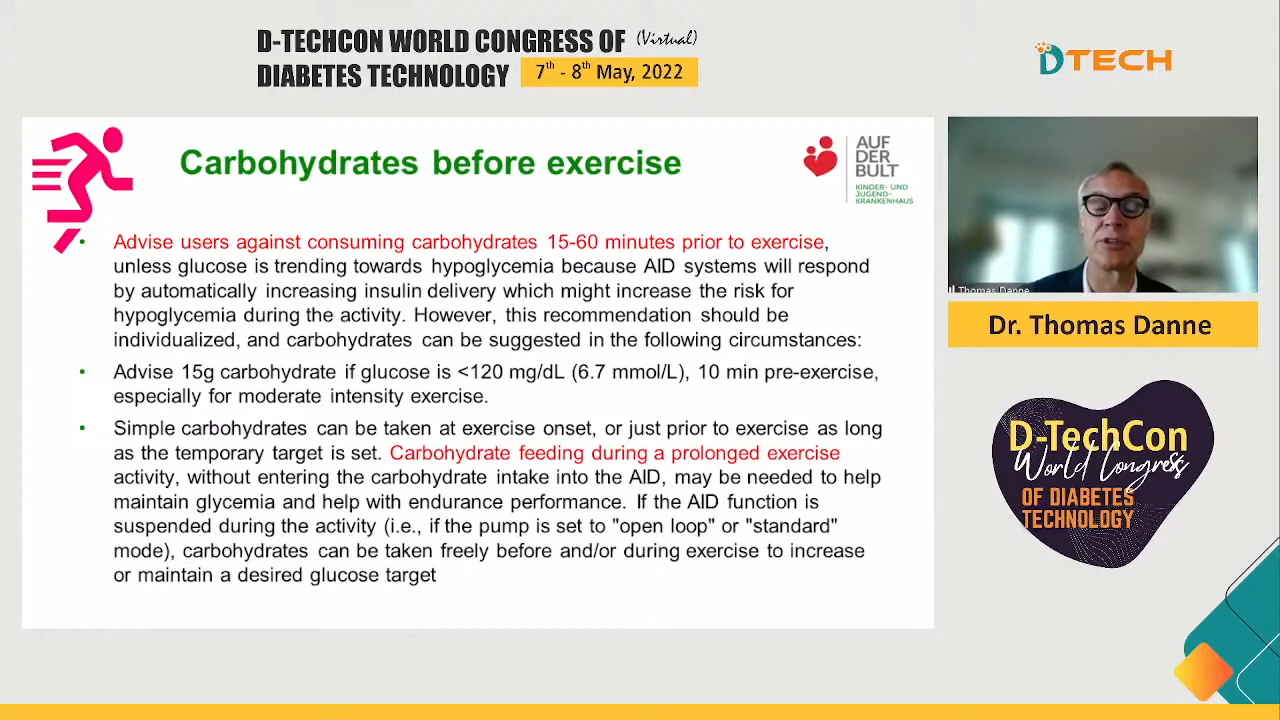 D-TECHCON WORLD CONGRESS OF (Virtual)
DIABETES TECHNOLOGY 7th - 8th May, 2022
DTECH
Carbohydrates before exercise
AUF
DER
BULT
KINDER- UND
JUGEND-
KRANKENHAUS
• Advise users against consuming carbohydrates 15-60 minutes prior to exercise,
unless glucose is trending towards hypoglycemia because AID systems will respond
by automatically increasing insulin delivery which might increase the risk for
hypoglycemia during the activity. However, this recommendation should be
individualized, and carbohydrates can be suggested in the following circumstances:
• Advise 15g carbohydrate if glucose is <120 mg/dL (6.7 mmol/L), 10 min pre-exercise,
especially for moderate intensity exercise.
• Simple carbohydrates can be taken at exercise onset, or just prior to exercise as long
as the temporary target is set. Carbohydrate feeding during a prolonged exercise
activity, without entering the carbohydrate intake into the AID, may be needed to help
maintain glycemia and help with endurance performance. If the AID function is
suspended during the activity (i.e., if the pump is set to "open loop" or "standard"
mode), carbohydrates can be taken freely before and/or during exercise to increase
or maintain a desired glucose target
Thomas Danne
Dr. Thomas Danne
D-TechCon
World Congress
OF DIABETES
TECHNOLOGY